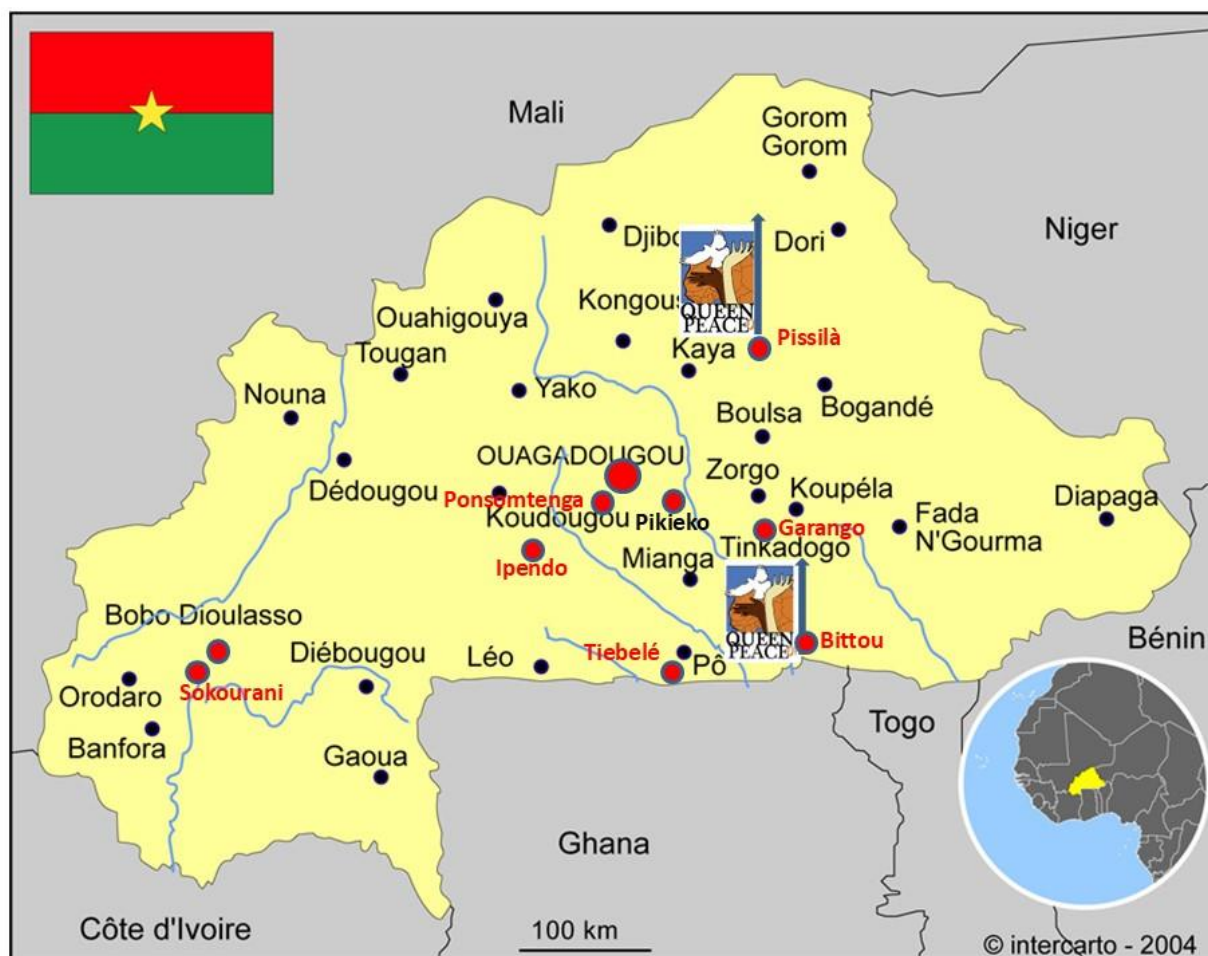 Mali
Gorom
Gorom
Niger
Djibo
Dori
QUEEN
PEACE
Ouahigouya
Kongous
Pissilà
Tougan
Kaya
Nouna
Yako
Bogandé
Boulsa
OUAGADOUGOU
Zorgo
Dédougou
Ponsomtenga
Koudougou
Pikieko
Koupéla
Garango
Fada
N'Gourma
Diapaga
Ipendo
Mianga
Tinkadogo
QUEEN
PEACE
Bittou
Bénin
Bobo Dioulasso
Diébougou
Léo
Tiebelé
Pô
Orodaro
Sokourani
Banfora
Gaoua
Togo
Ghana
Côte d'Ivoire
100 km
© intercarto - 2004